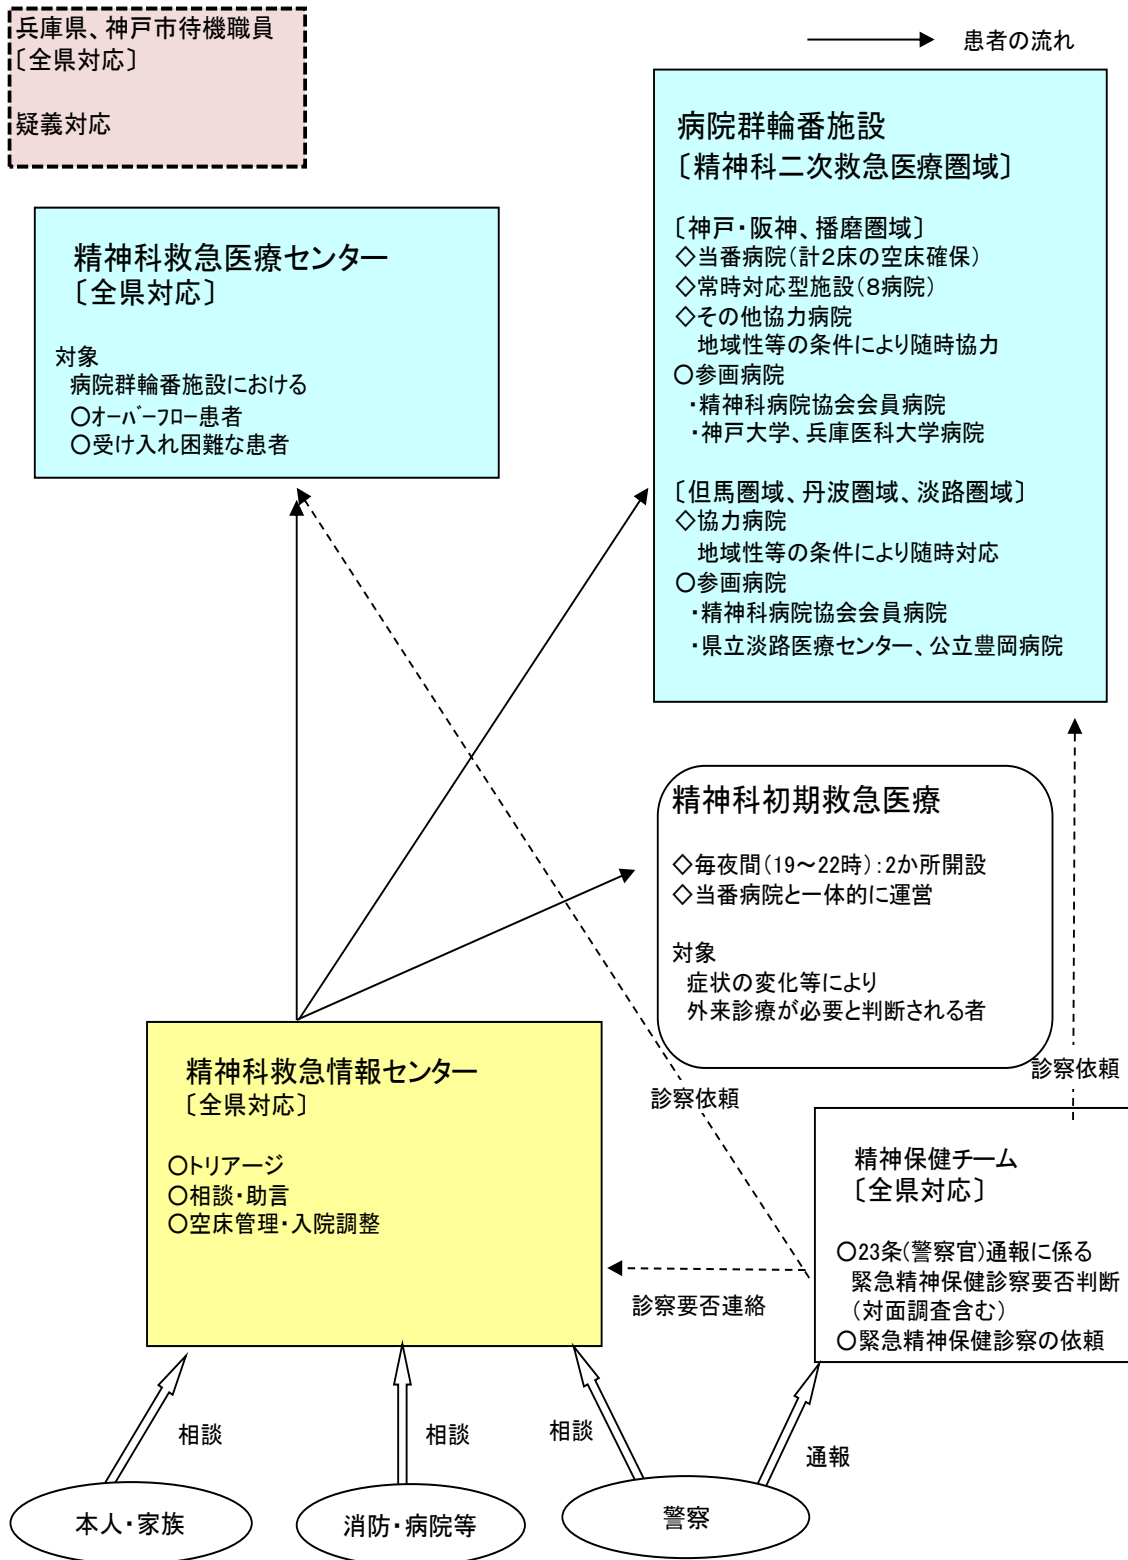 兵庫県、神戸市待機職員
〔全県対応〕
疑義対応
患者の流れ
病院群輪番施設
〔精神科二次救急医療圏域〕
〔神戸・阪神、播磨圏域〕
◇当番病院（計２床の空床確保）
◇常時対応型施設（８病院）
◇その他協力病院
地域性等の条件により随時協力
〇参画病院
・精神科病院協会会員病院
・神戸大学、兵庫医科大学病院
〔但馬圏域、丹波圏域、淡路圏域〕
◇協力病院
地域性等の条件により随時対応
〇参画病院
・精神科病院協会会員病院
・県立淡路医療センター、公立豊岡病院
精神科救急医療センター
〔全県対応〕
対象
病院群輪番施設における
〇ｵｰﾊﾞｰﾌﾛｰ患者
〇受け入れ困難な患者
精神科初期救急医療
◇毎夜間（19～22時）：2か所開設
◇当番病院と一体的に運営
対象
症状の変化等により
外来診療が必要と判断される者
精神科救急情報センター
〔全県対応〕
〇トリアージ
〇相談・助言
〇空床管理・入院調整
診察依頼
診察依頼
精神保健チーム
〔全県対応〕
〇23条(警察官)通報に係る
緊急精神保健診察要否判断
（対面調査含む）
〇緊急精神保健診察の依頼
診察要否連絡
相談
相談
相談
通報
本人・家族
消防・病院等
警察